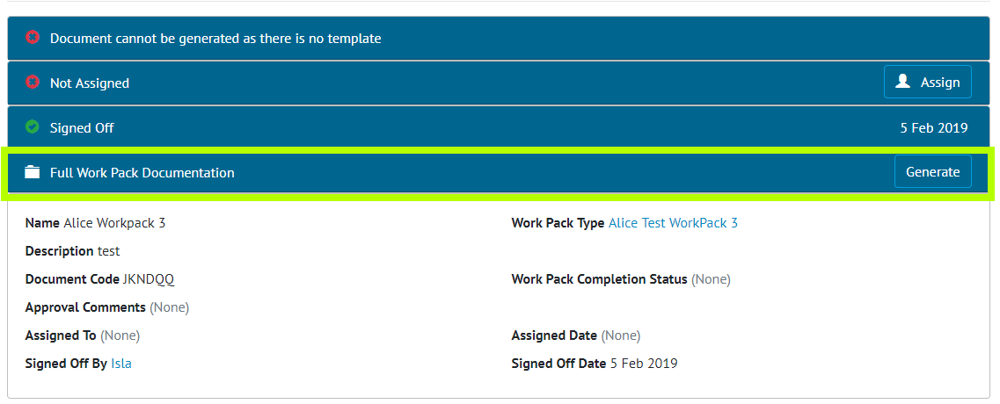 Document cannot be generated as there is no template
Not Assigned Assign
Signed Off 5 Feb 2019
Full Work Pack Documentation Generate
Name Alice Workpack 3 Work Pack Type Alice Test WorkPack 3
Description test
Document Code JKNDQQ Work Pack Completion Status (None)
Approval Comments (None)
Assigned To (None) Assigned Date (None)
Signed Off By Isla Signed Off Date 5 Feb 2019